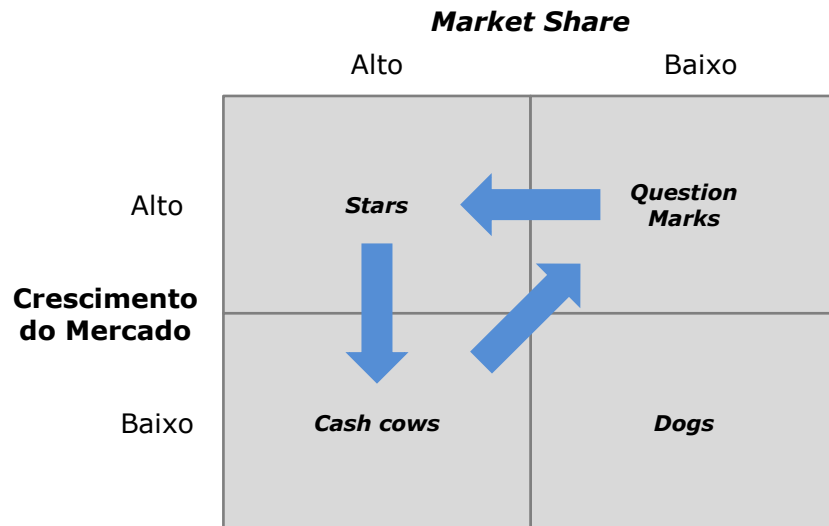 Market Share
Alto
Baixo
Alto
Stars
Question
Marks
Crescimento
do Mercado
Baixo
Cash cows
Dogs